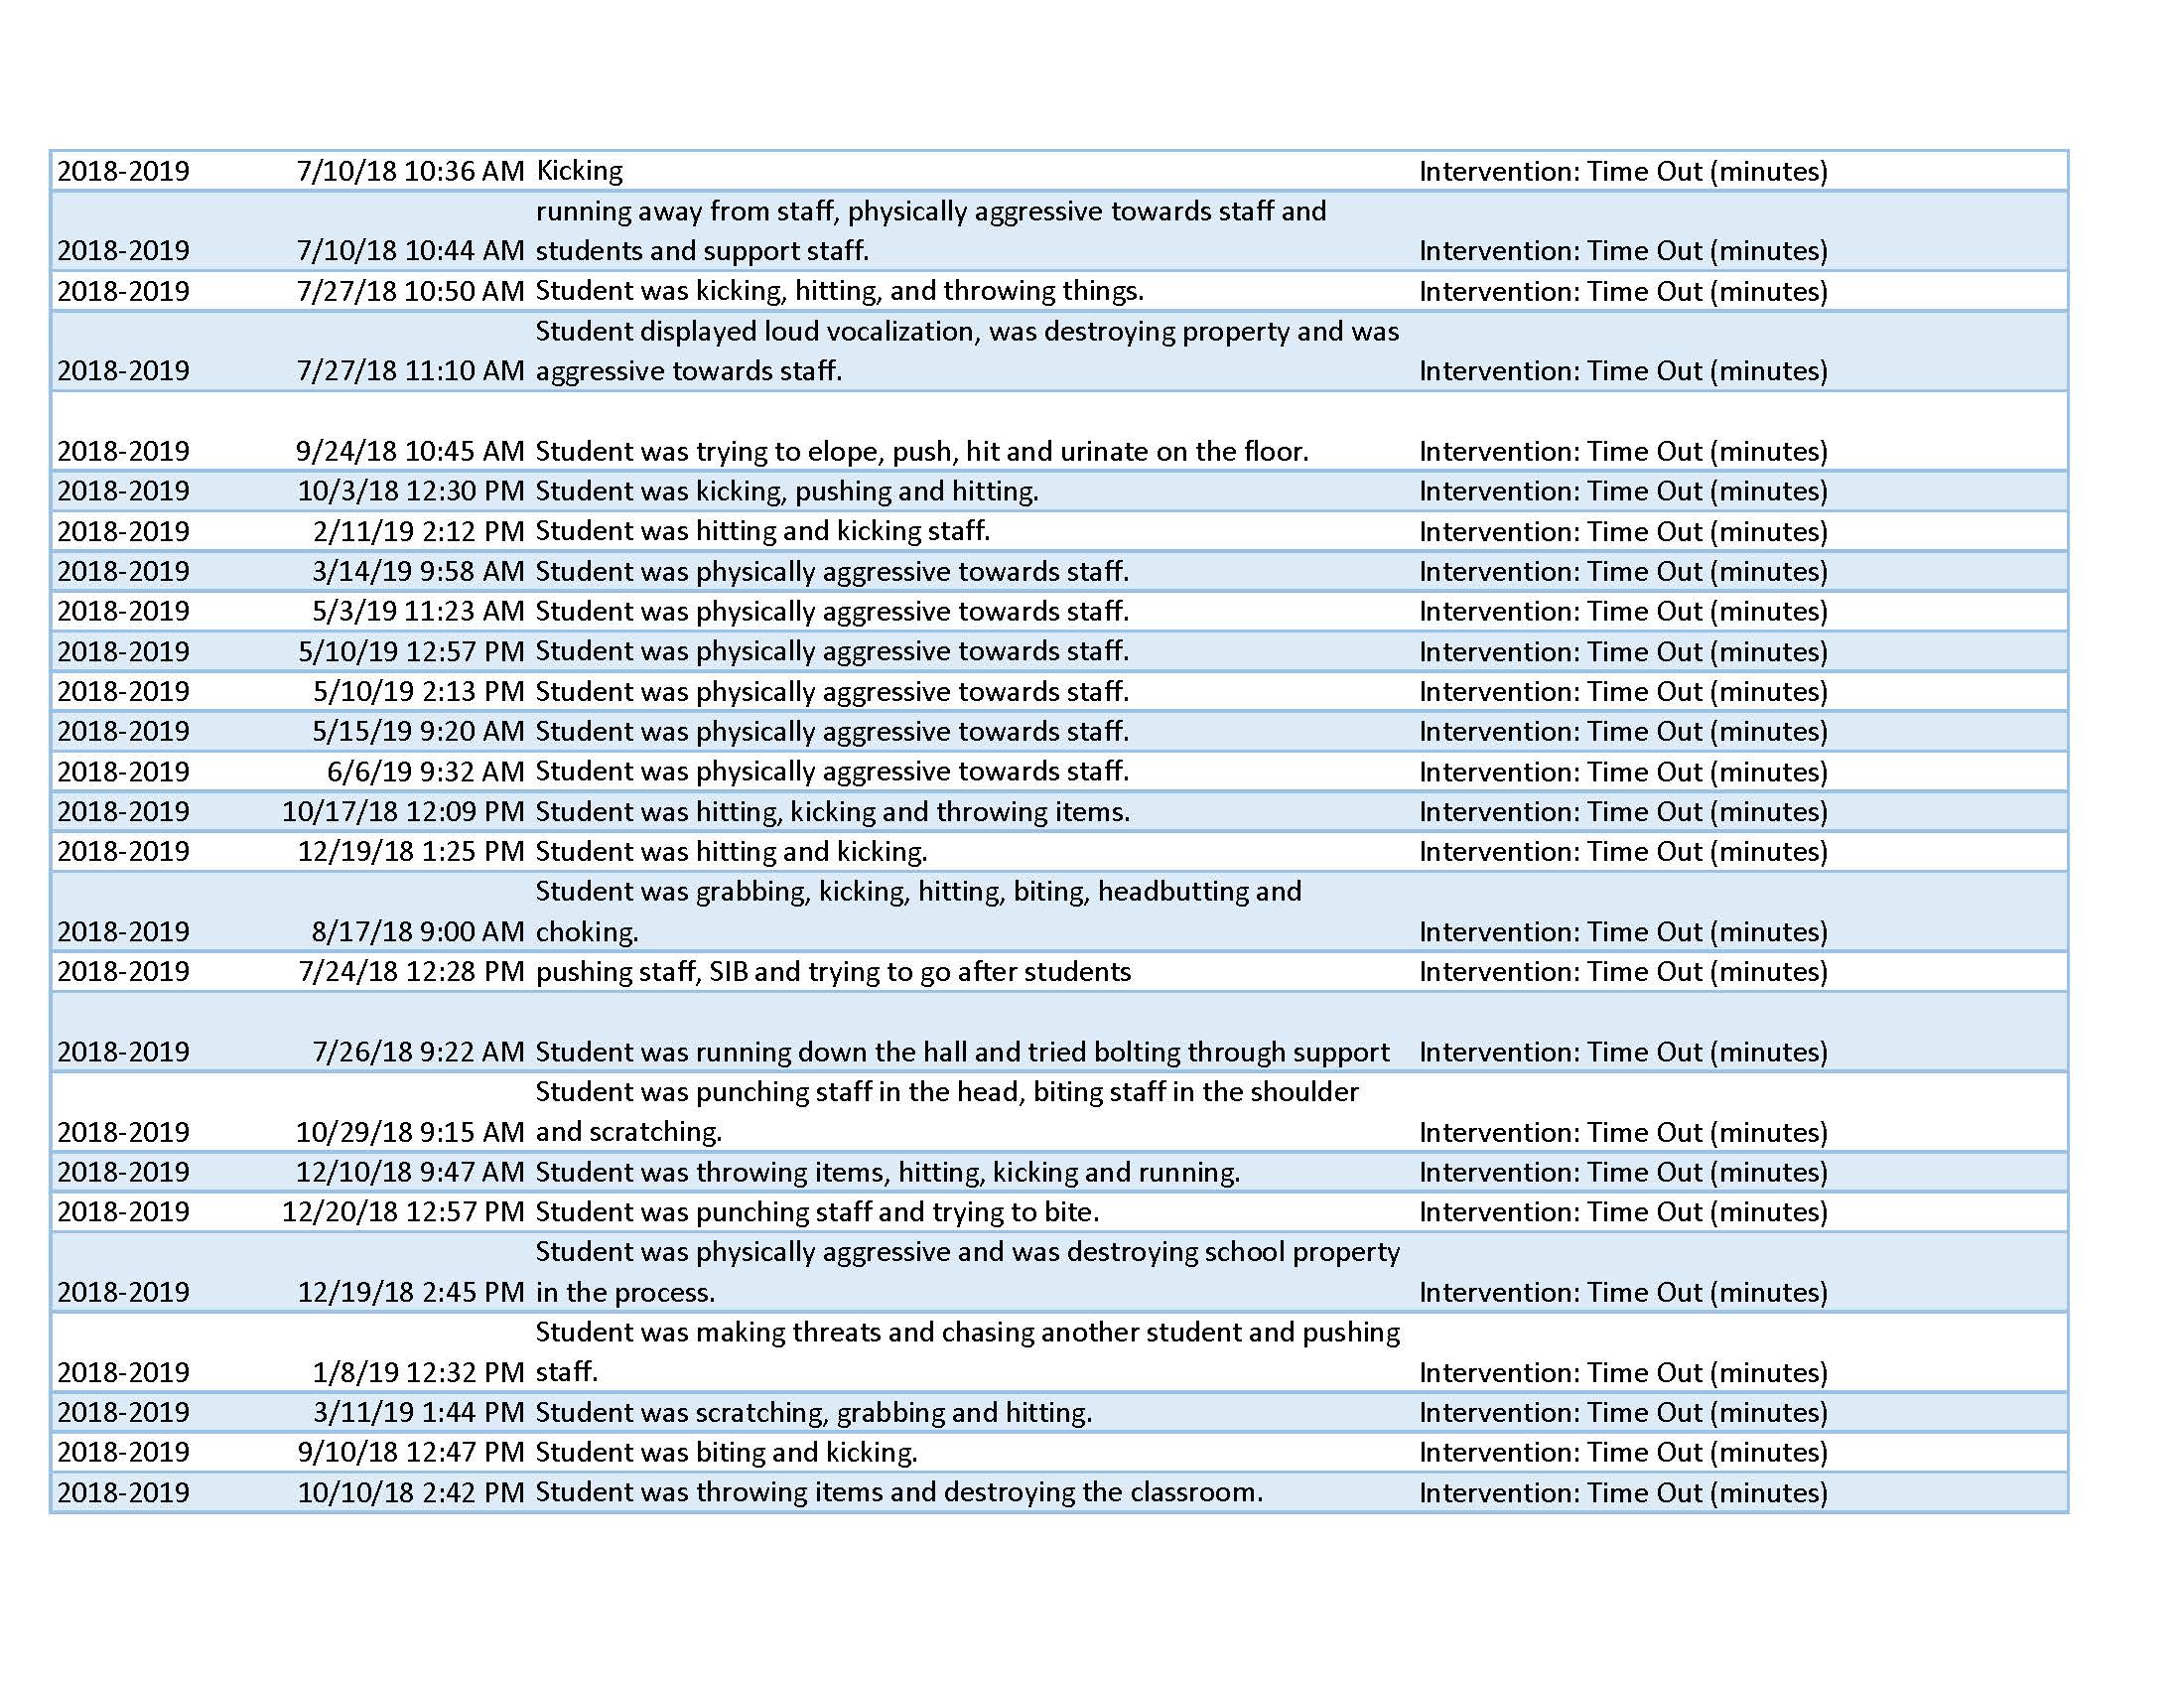 2018-2019 7/10/18 10:36 AM Kicking Intervention: Time Out (minutes)
running away from staff, physically aggressive towards staff and
2018-2019 7/10/18 10:44 AM students and support staff. Intervention: Time Out (minutes)
2018-2019 7/27/18 10:50 AM Student was kicking, hitting, and throwing things. Intervention: Time Out (minutes)
Student displayed loud vocalization, was destroying property and was
2018-2019 7/27/18 11:10 AM aggressive towards staff. Intervention: Time Out (minutes)
2018-2019 9/24/18 10:45 AM Student was trying to elope, push, hit and urinate on the floor. Intervention: Time Out (minutes)
2018-2019 10/3/18 12:30 PM Student was kicking, pushing and hitting. Intervention: Time Out (minutes)
2018-2019 2/11/19 2:12 PM Student was hitting and kicking staff. Intervention: Time Out (minutes)
2018-2019 3/14/19 9:58 AM Student was physically aggressive towards staff. Intervention: Time Out (minutes)
2018-2019 5/3/19 11:23 AM Student was physically aggressive towards staff. Intervention: Time Out (minutes)
2018-2019 5/10/19 12:57 PM Student was physically aggressive towards staff. Intervention: Time Out (minutes)
2018-2019 5/10/19 2:13 PM Student was physically aggressive towards staff. Intervention: Time Out (minutes)
2018-2019 5/15/19 9:20 AM Student was physically aggressive towards staff. Intervention: Time Out (minutes)
2018-2019 6/6/19 9:32 AM Student was physically aggressive towards staff. Intervention: Time Out (minutes)
2018-2019 10/17/18 12:09 PM Student was hitting, kicking and throwing items. Intervention: Time Out (minutes)
2018-2019 12/19/18 1:25 PM Student was hitting and kicking. Intervention: Time Out (minutes)
Student was grabbing, kicking, hitting, biting, headbutting and
2018-2019 8/17/18 9:00 AM choking. Intervention: Time Out (minutes)
2018-2019 7/24/18 12:28 PM pushing staff, SIB and trying to go after students Intervention: Time Out (minutes)
2018-2019 7/26/18 9:22 AM Student was running down the hall and tried bolting through support Intervention: Time Out (minutes)
Student was punching staff in the head, biting staff in the shoulder
2018-2019 10/29/18 9:15 AM and scratching. Intervention: Time Out (minutes)
2018-2019 12/10/18 9:47 AM Student was throwing items, hitting, kicking and running. Intervention: Time Out (minutes)
2018-2019 12/20/18 12:57 PM Student was punching staff and trying to bite. Intervention: Time Out (minutes)
Student was physically aggressive and was destroying school property
2018-2019 12/19/18 2:45 PM in the process. Intervention: Time Out (minutes)
Student was making threats and chasing another student and pushing
2018-2019 1/8/19 12:32 PM staff. Intervention: Time Out (minutes)
2018-2019 3/11/19 1:44 PM Student was scratching, grabbing and hitting. Intervention: Time Out (minutes)
2018-2019 9/10/18 12:47 PM Student was biting and kicking. Intervention: Time Out (minutes)
2018-2019 10/10/18 2:42 PM Student was throwing items and destroying the classroom. Intervention: Time Out (minutes)